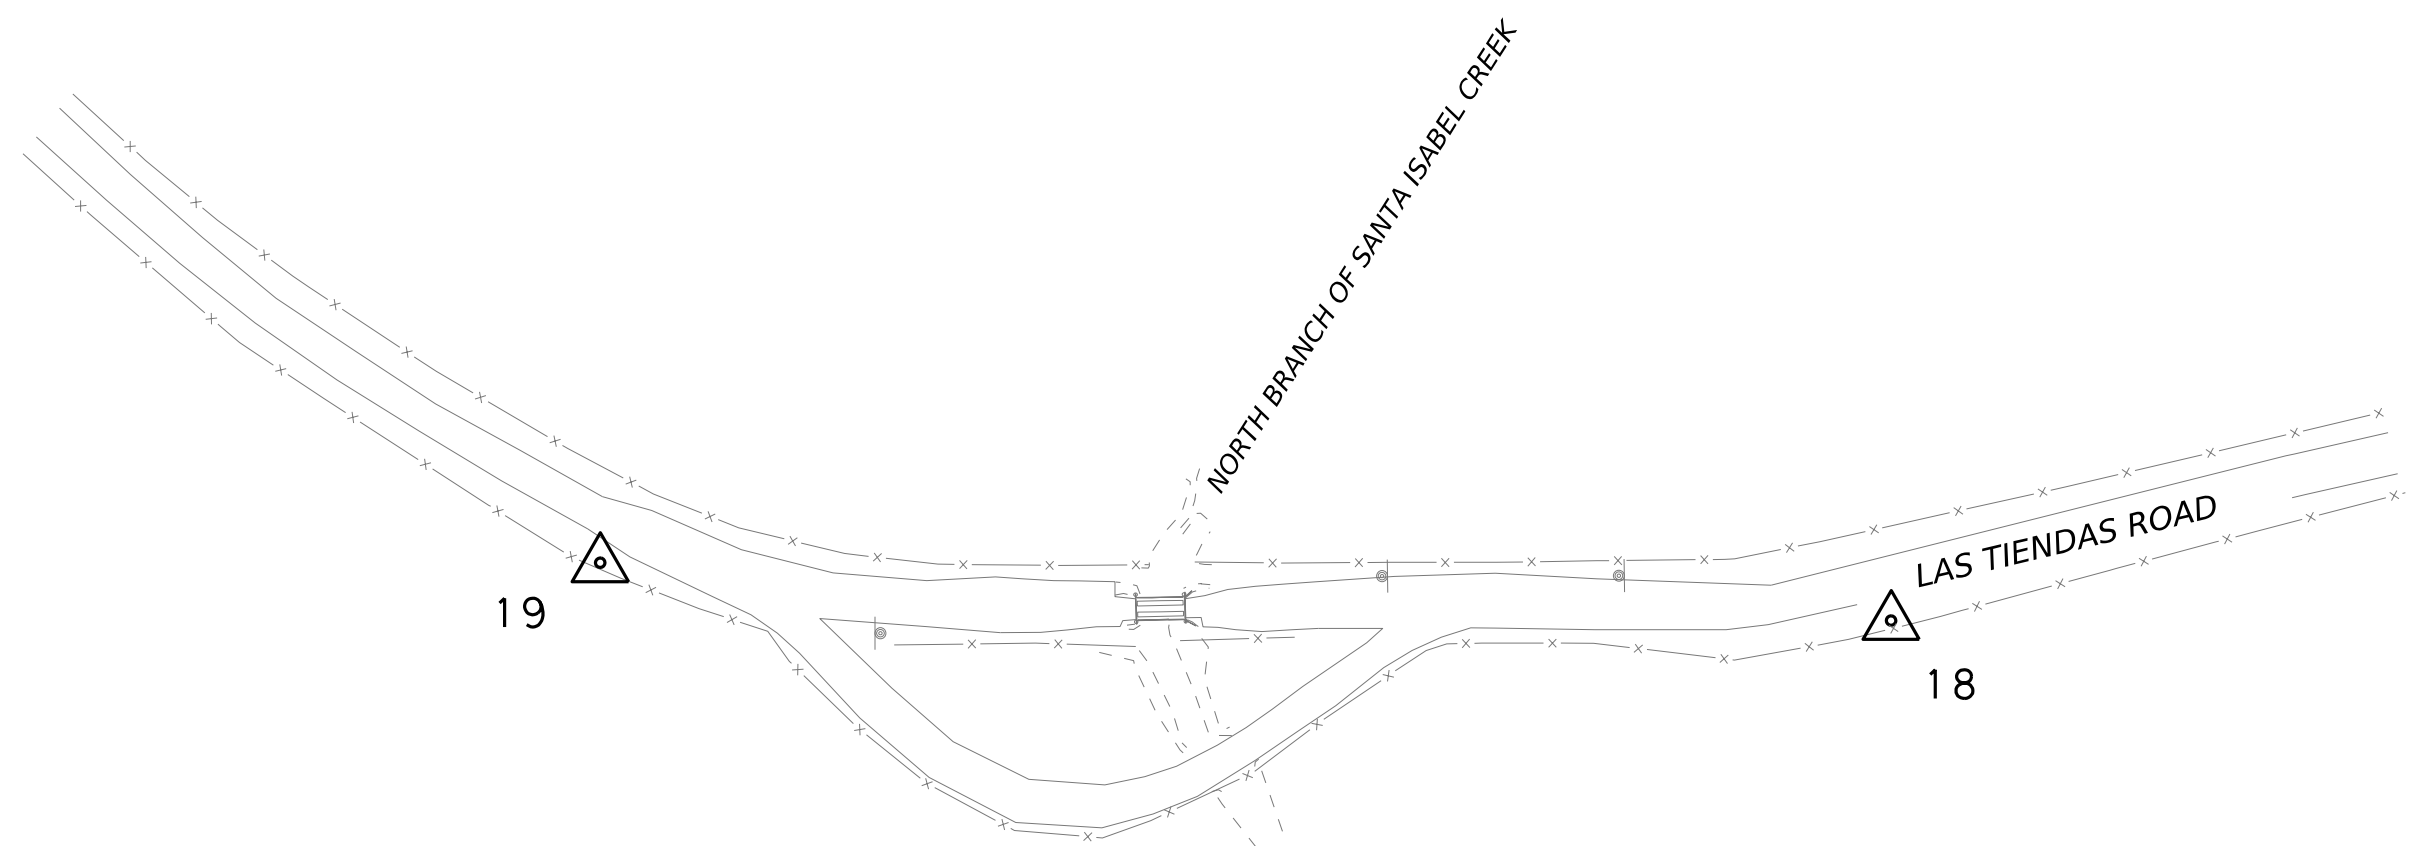 NORTH BRANCH OF SANTA ISABEL CREEK
LAS TIENDAS ROAD
19
18